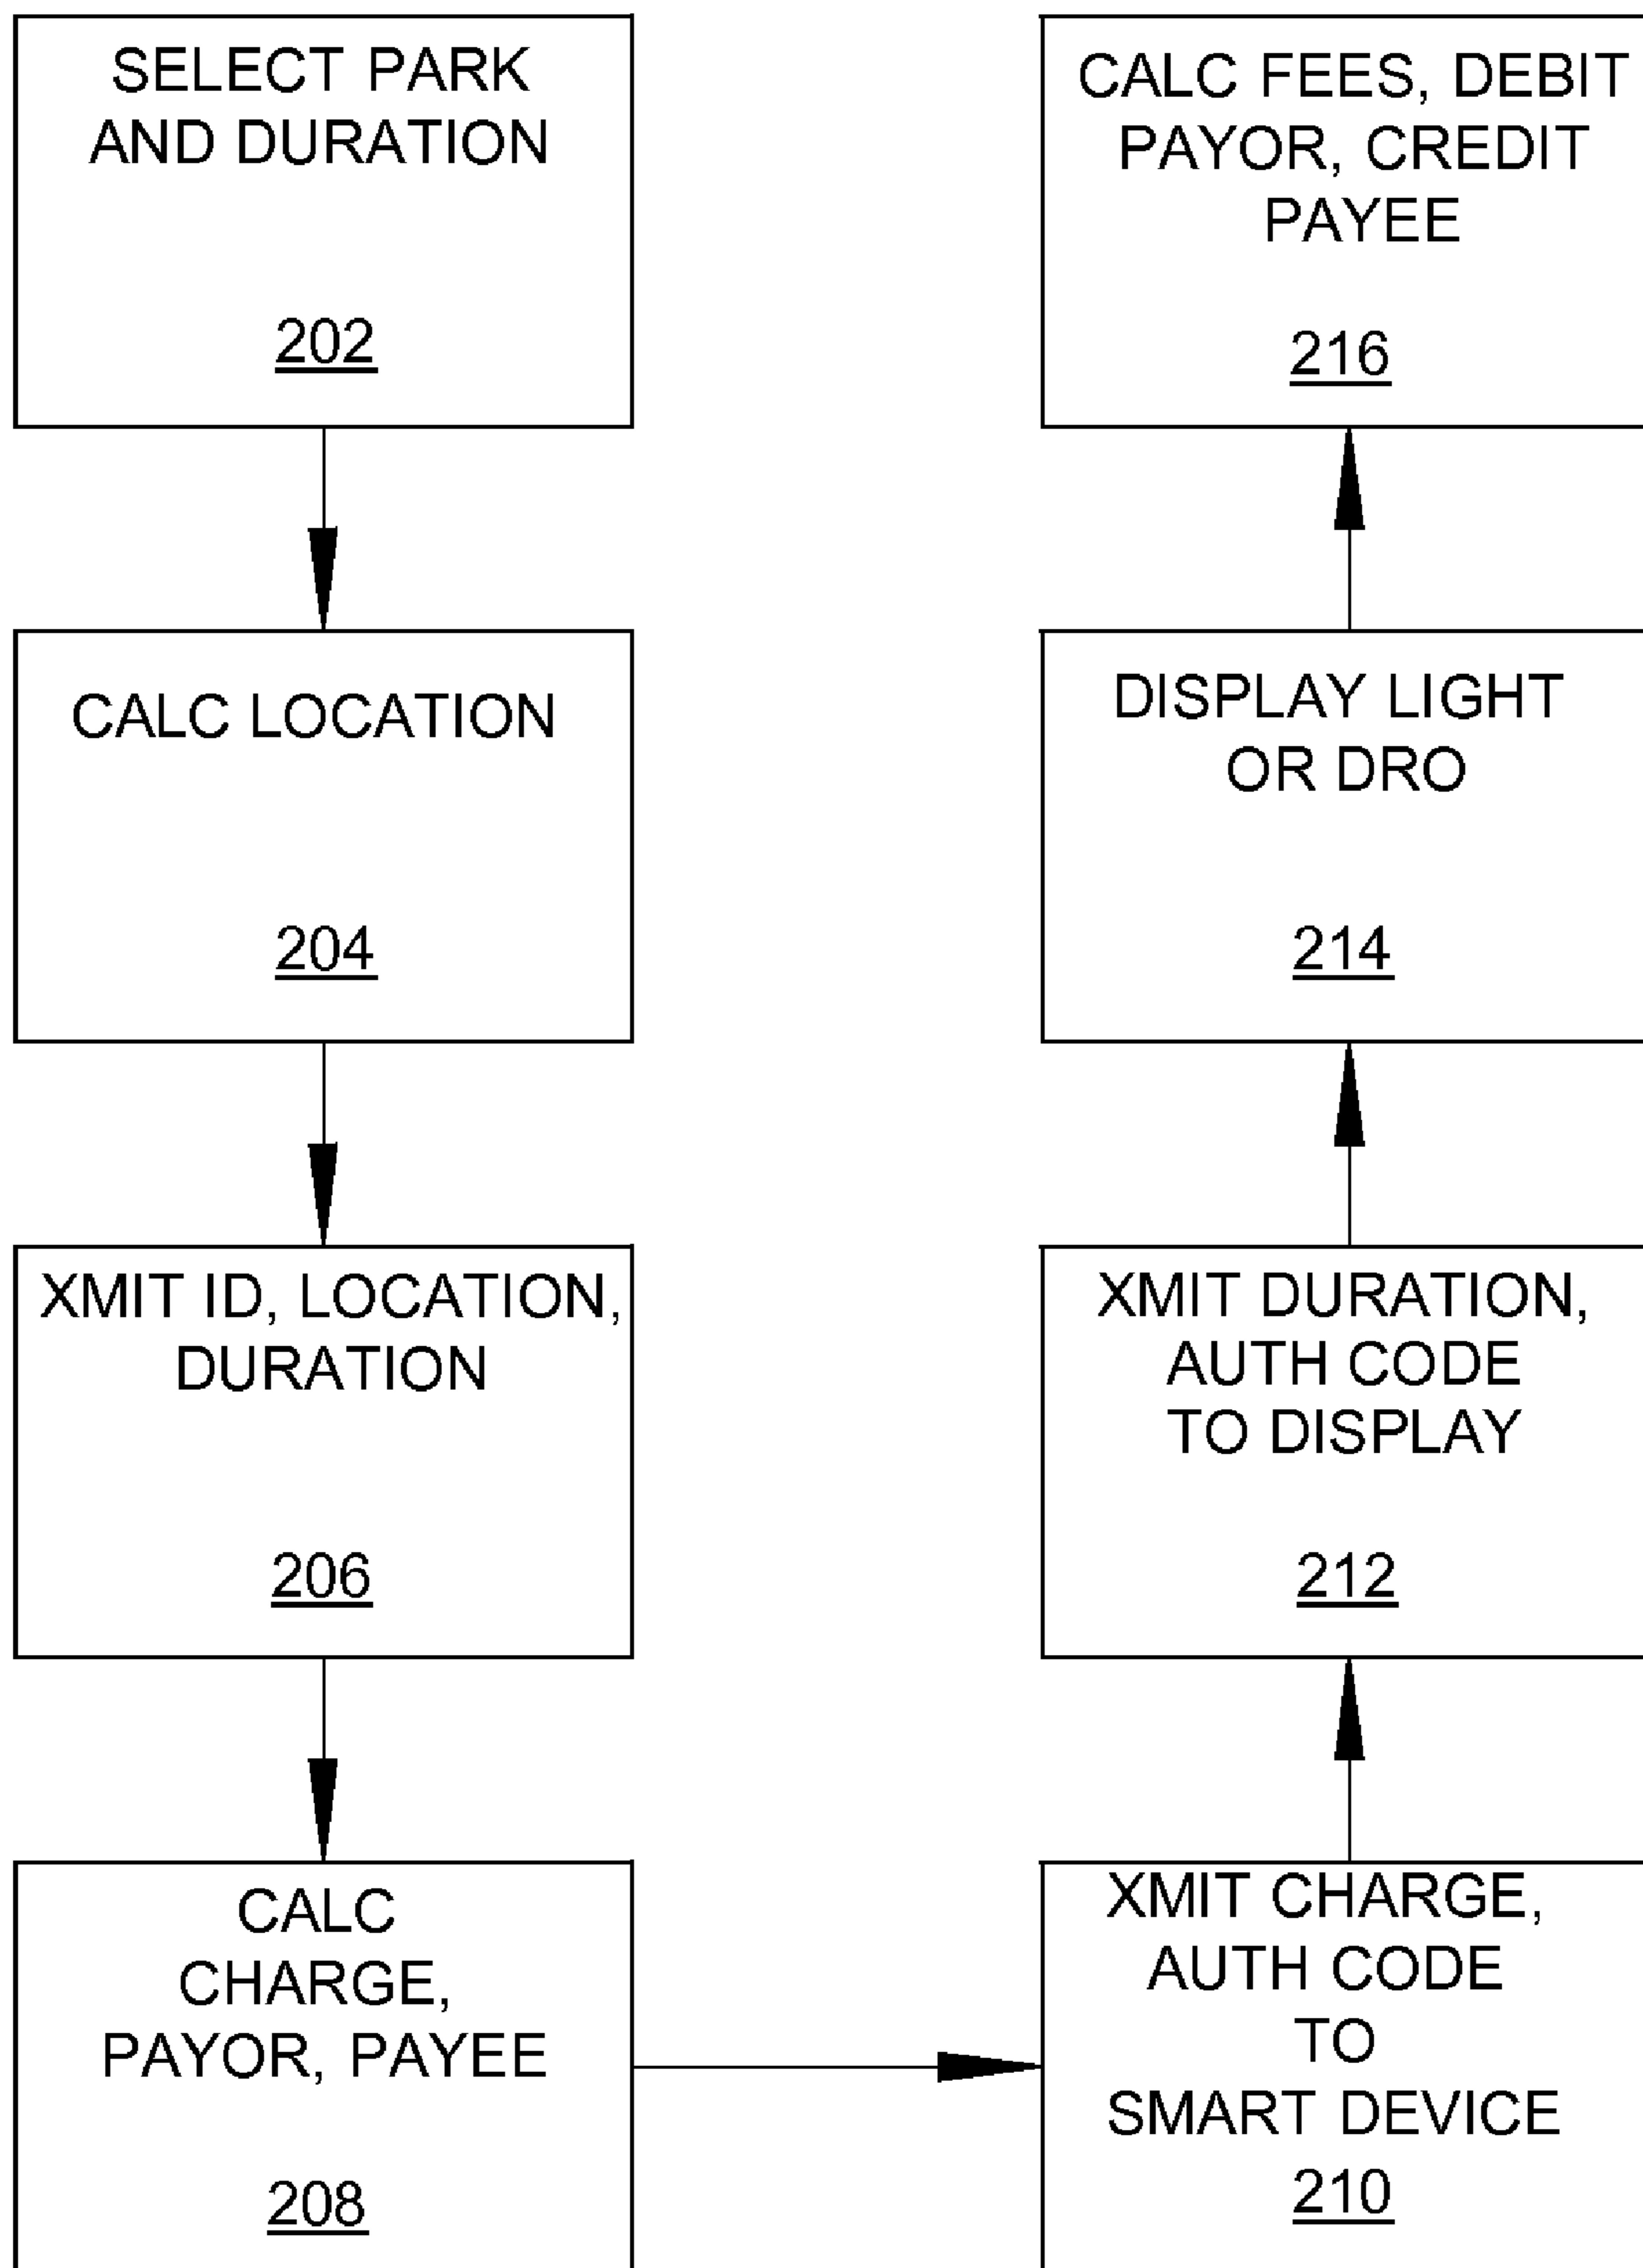 SELECT PARK
AND DURATION
202
CALC LOCATION
204
XMIT ID, LOCATION,
DURATION
206
CALC
CHARGE,
PAYOR, PAYEE
208
XMIT CHARGE,
AUTH CODE
TO
SMART DEVICE
210
XMIT DURATION,
AUTH CODE
TO DISPLAY
212
DISPLAY LIGHT
OR DRO
214
CALC FEES, DEBIT
PAYOR, CREDIT
PAYEE
216